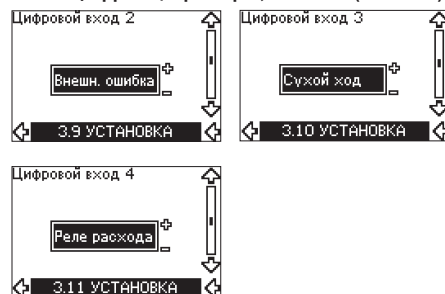 Цифровой вход 2
Внешн. ошибка
3.9 УСТАНОВКА
Цифровой вход 3
Сухой ход
3.10 УСТАНОВКА
Цифровой вход 4
Реле расхода
3.11 УСТАНОВКА